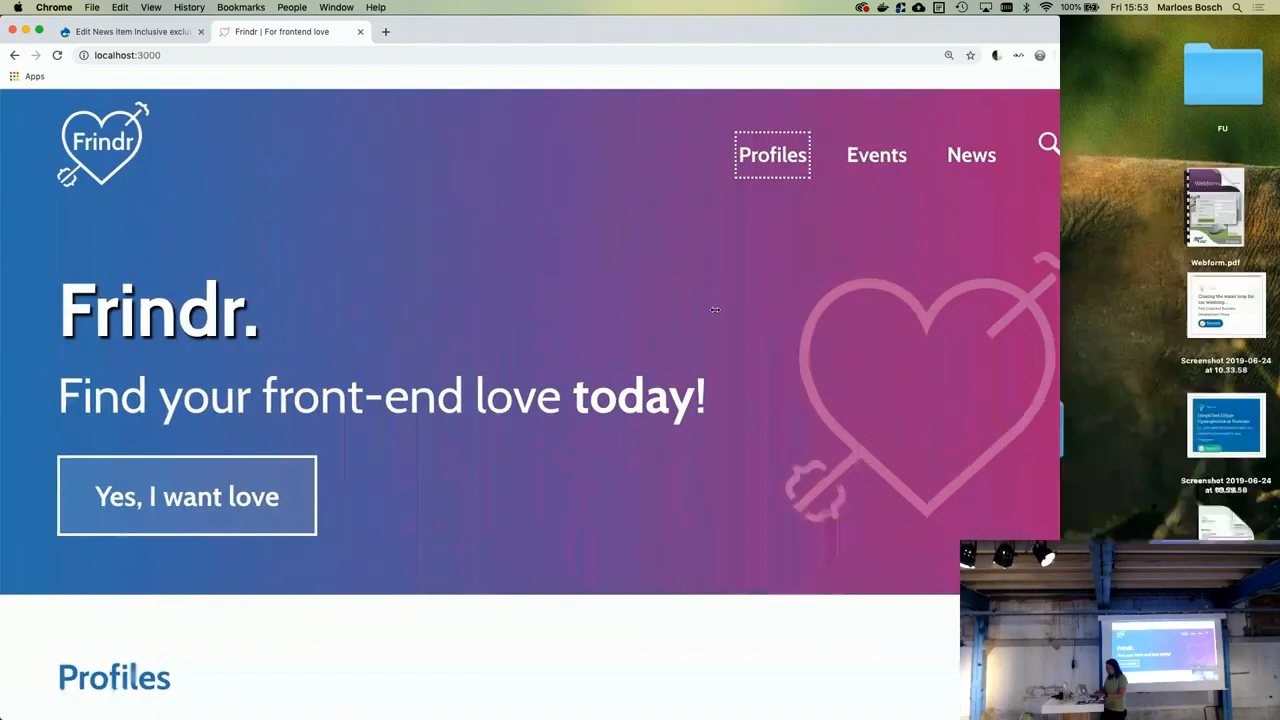 Chrome File Edit View History Bookmarks People Window Help
100% Fri 15:53 Marloes Bosch
Edit News item Inclusive exclu
Frindr | For frontend love
localhost:3000
Apps
Frindr
Profiles Events News
Frindr.
Find your front-end love today!
Yes, I want love
Profiles
FU
Webform.pdf
Screenshot 2019-06-24
at 10.33.58
Screenshot 2019-06-24